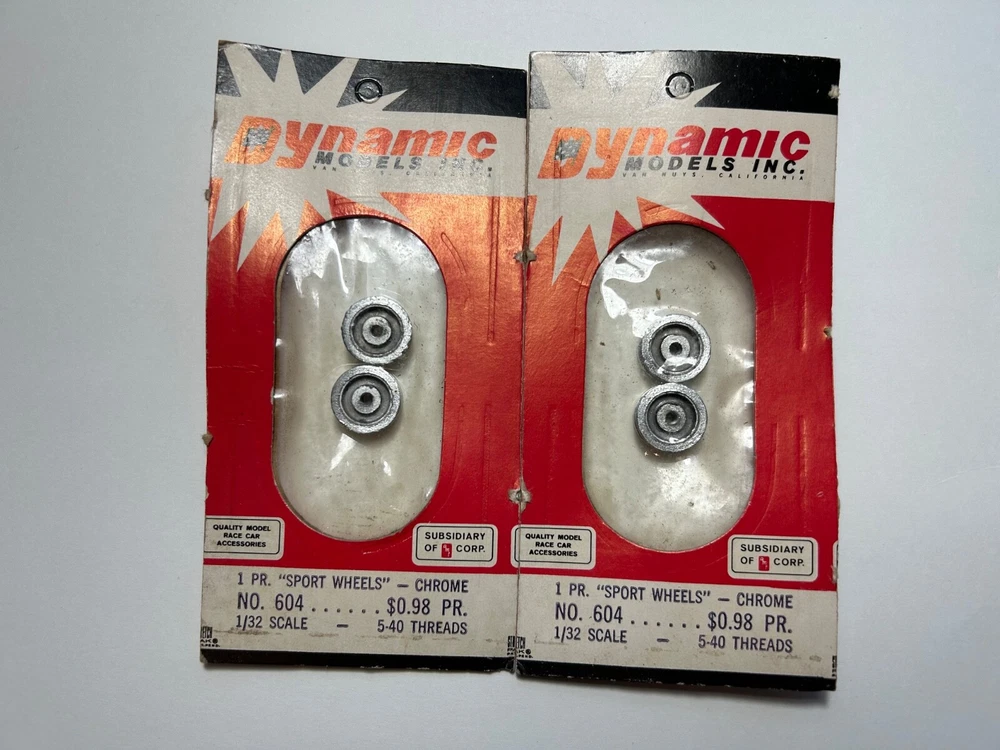 Dynamic
MODELS INC.
VAN NUYS, CALIFORNIA
QUALITY MODEL
RACE CAR
ACCESSORIES
SUBSIDIARY
OF CORP.
1 PR. "SPORT WHEELS" — CHROME
NO. 604 ...... $0.98 PR.
1/32 SCALE — 5-40 THREADS
Dynamic
MODELS INC.
VAN NUYS, CALIFORNIA
QUALITY MODEL
RACE CAR
ACCESSORIES
SUBSIDIARY
OF CORP.
1 PR. "SPORT WHEELS" — CHROME
NO. 604 ...... $0.98 PR.
1/32 SCALE — 5-40 THREADS